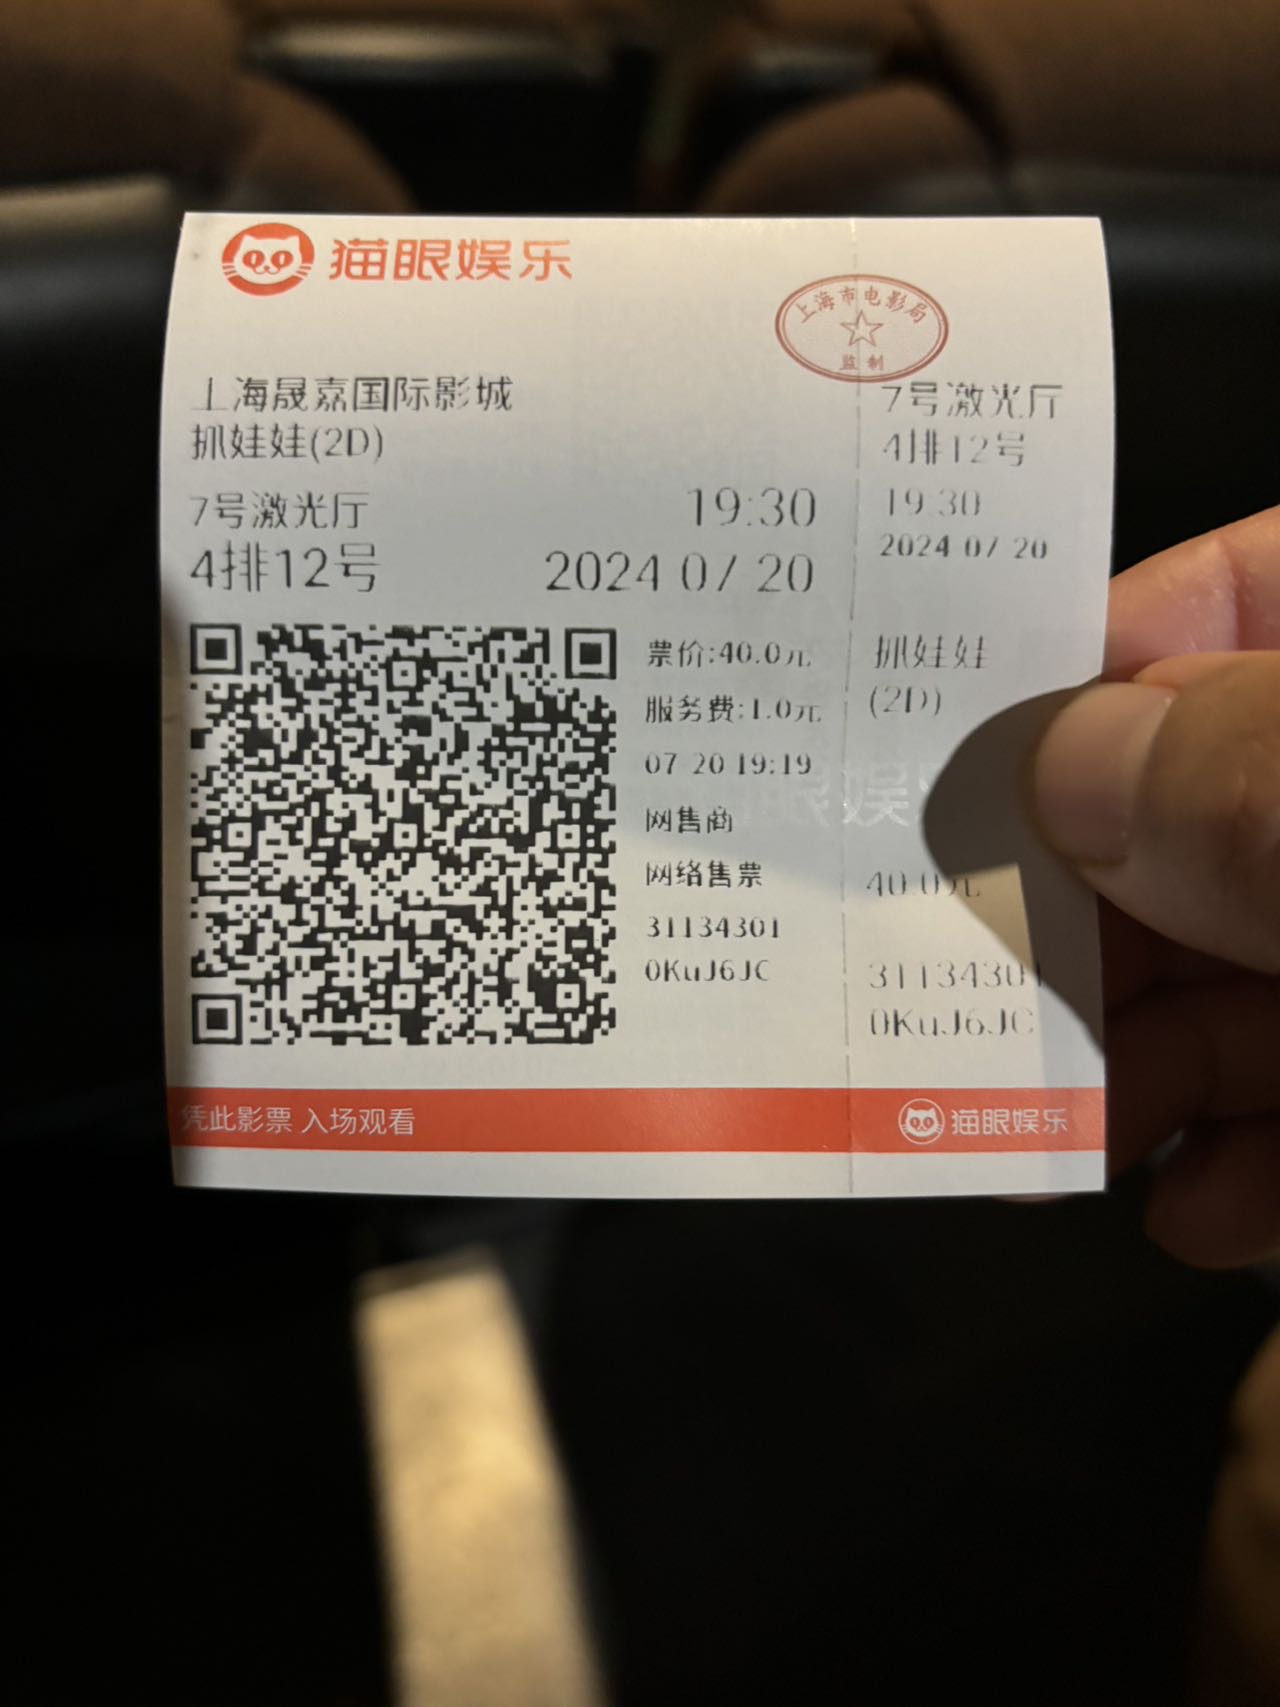 猫眼娱乐
上海市电影局
监制
上海晟嘉国际影城
抓娃娃(2D)
7号激光厅 19:30
4排12号 2024 07 20
票价:40.0元
服务费:1.0元
07 20 19:19
网售商
网络售票
31134301
0KuJ6JC
7号激光厅
4排12号
19:30
2024 07 20
抓娃娃
(2D)
40.0元
31134301
0KuJ6JC
凭此影票 入场观看
猫眼娱乐